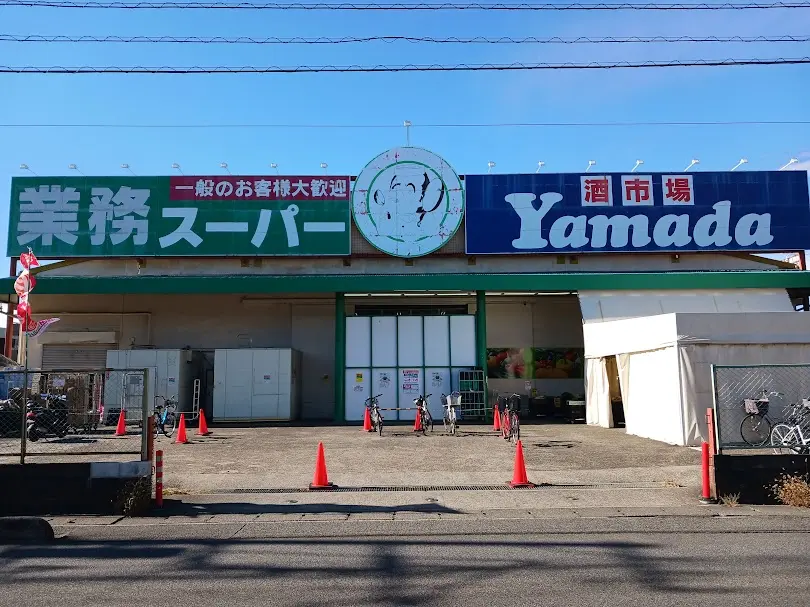 一般のお客様大歓迎
業務スーパー
酒市場
Yamada